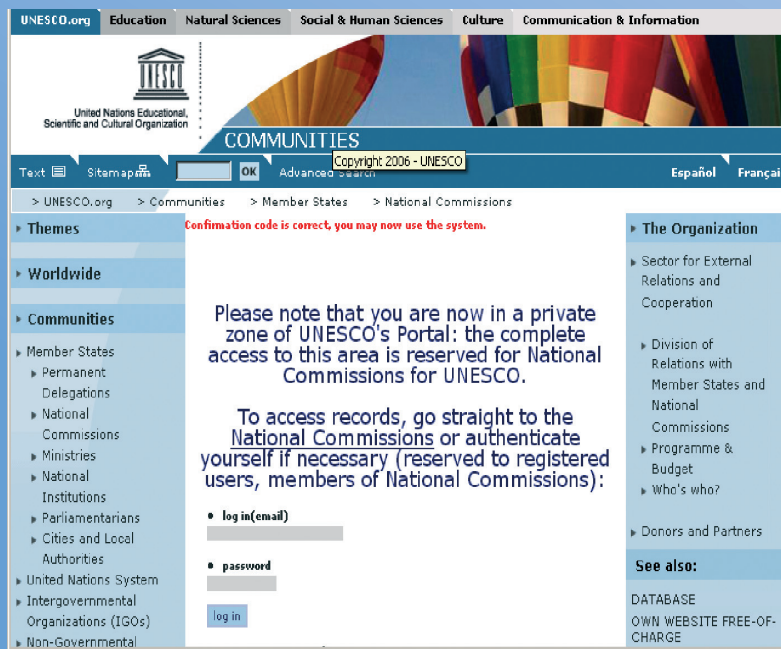 UNESCO.org Education Natural Sciences Social & Human Sciences Culture Communication & Information
UNESCO
United Nations Educational,
Scientific and Cultural Organization
COMMUNITIES
Copyright 2006 - UNESCO
Text Sitemap OK Advanced Search Español Françai
> UNESCO.org > Communities > Member States > National Commissions
Themes
Worldwide
Communities
Member States
Permanent
Delegations
National
Commissions
Ministries
National
Institutions
Parliamentarians
Cities and Local
Authorities
United Nations System
Intergovernmental
Organizations (IGOs)
Non-Governmental
Confirmation code is correct, you may now use the system.
Please note that you are now in a private
zone of UNESCO's Portal: the complete
access to this area is reserved for National
Commissions for UNESCO.
To access records, go straight to the
National Commissions or authenticate
yourself if necessary (reserved to registered
users, members of National Commissions):
• log in(email)
• password
log in
The Organization
Sector for External
Relations and
Cooperation
Division of
Relations with
Member States and
National
Commissions
Programme &
Budget
Who's who?
Donors and Partners
See also:
DATABASE
OWN WEBSITE FREE-OF-
CHARGE